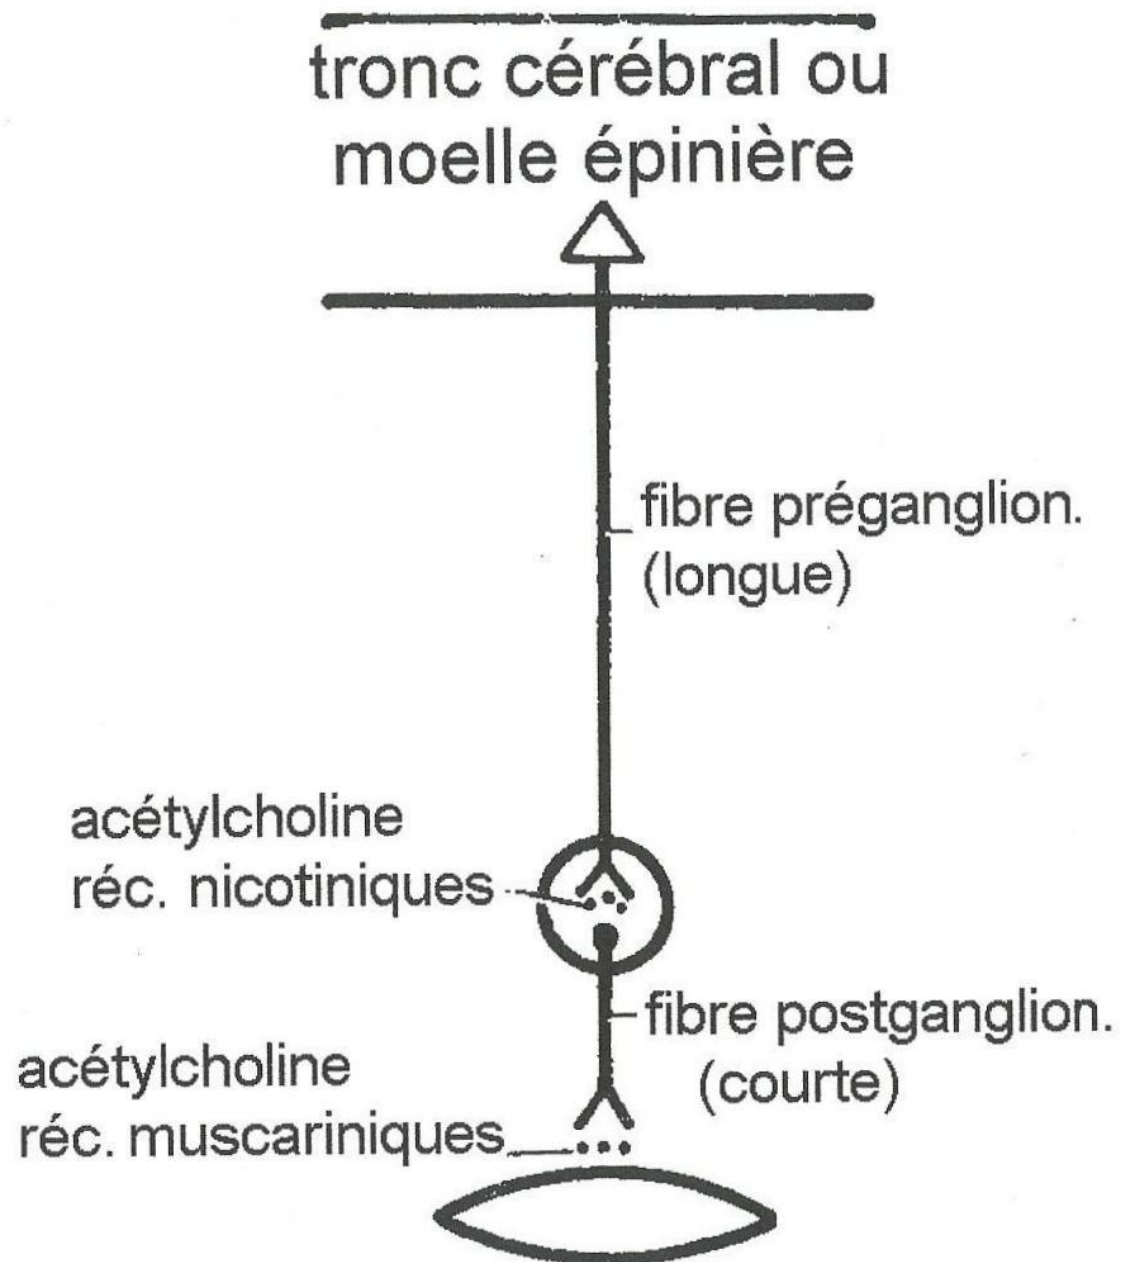 tronc cérébral ou
moelle épinière
fibre préganglion.
(longue)
acétylcholine
réc. nicotiniques
fibre postganglion.
(courte)
acétylcholine
réc. muscariniques